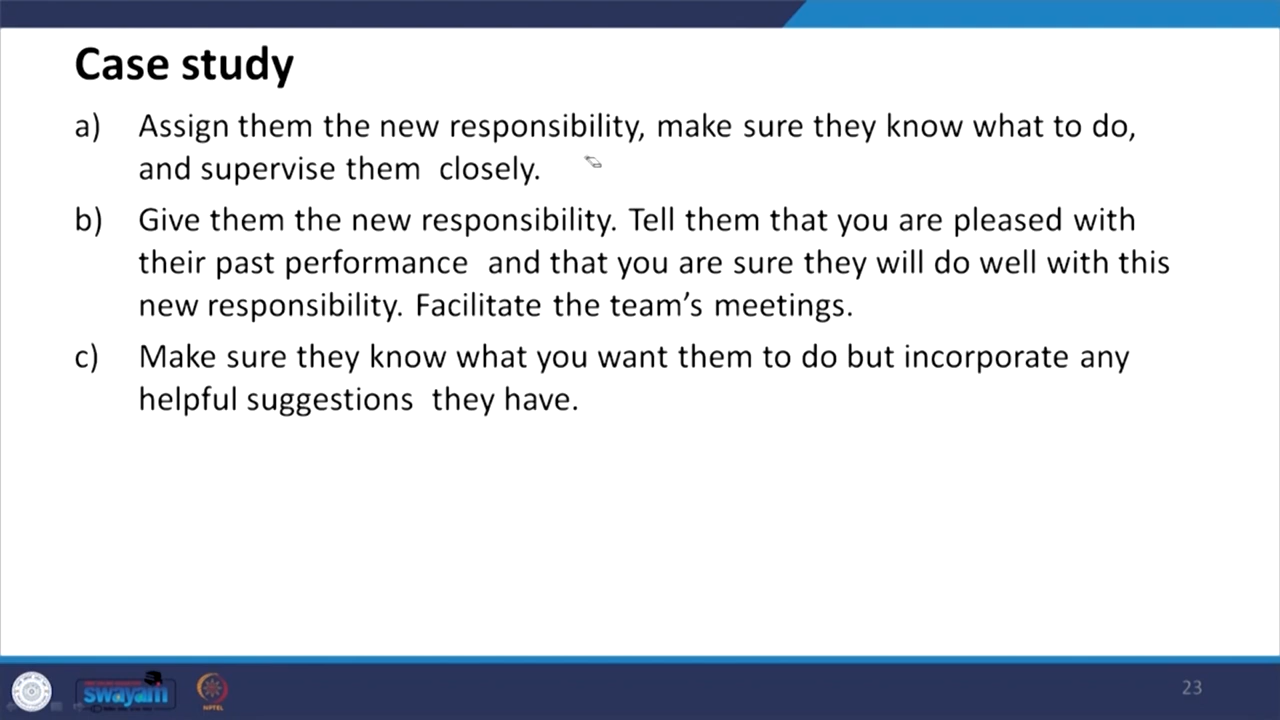 Case study
a) Assign them the new responsibility, make sure they know what to do,
and supervise them closely.
b) Give them the new responsibility. Tell them that you are pleased with
their past performance and that you are sure they will do well with this
new responsibility. Facilitate the team's meetings.
c) Make sure they know what you want them to do but incorporate any
helpful suggestions they have.
swayam
NPTEL
23